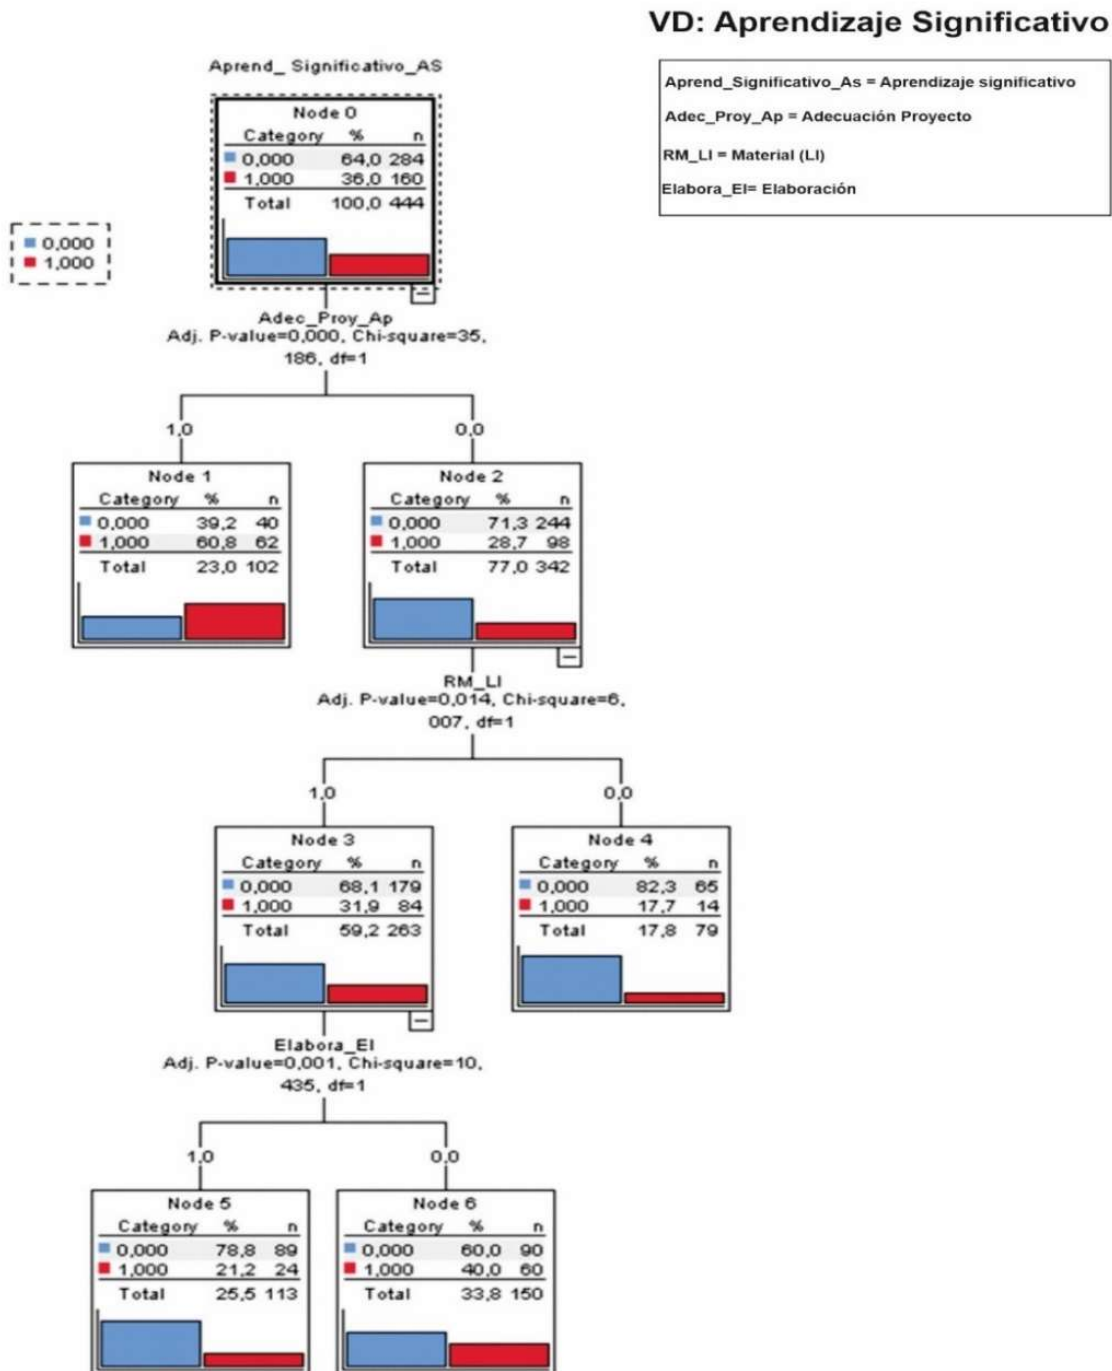 VD: Aprendizaje Significativo
Aprend_Significativo_As = Aprendizaje significativo
Adec_Proy_Ap = Adecuación Proyecto
RM_LI = Material (LI)
Elabora_El= Elaboración
Aprend_ Significativo_AS
Node 0
Category % n
0,000 64,0 284
1,000 36,0 160
Total 100,0 444
0,000
1,000
Adec_Proy_Ap
Adj. P-value=0,000, Chi-square=35,
186, df=1
1,0
0,0
Node 1
Category % n
0,000 39,2 40
1,000 60,8 62
Total 23,0 102
Node 2
Category % n
0,000 71,3 244
1,000 28,7 98
Total 77,0 342
RM_LI
Adj. P-value=0,014, Chi-square=6,
007, df=1
1,0
0,0
Node 3
Category % n
0,000 68,1 179
1,000 31,9 84
Total 59,2 263
Node 4
Category % n
0,000 82,3 65
1,000 17,7 14
Total 17,8 79
Elabora_El
Adj. P-value=0,001, Chi-square=10,
435, df=1
1,0
0,0
Node 5
Category % n
0,000 78,8 89
1,000 21,2 24
Total 25,5 113
Node 6
Category % n
0,000 60,0 90
1,000 40,0 60
Total 33,8 150